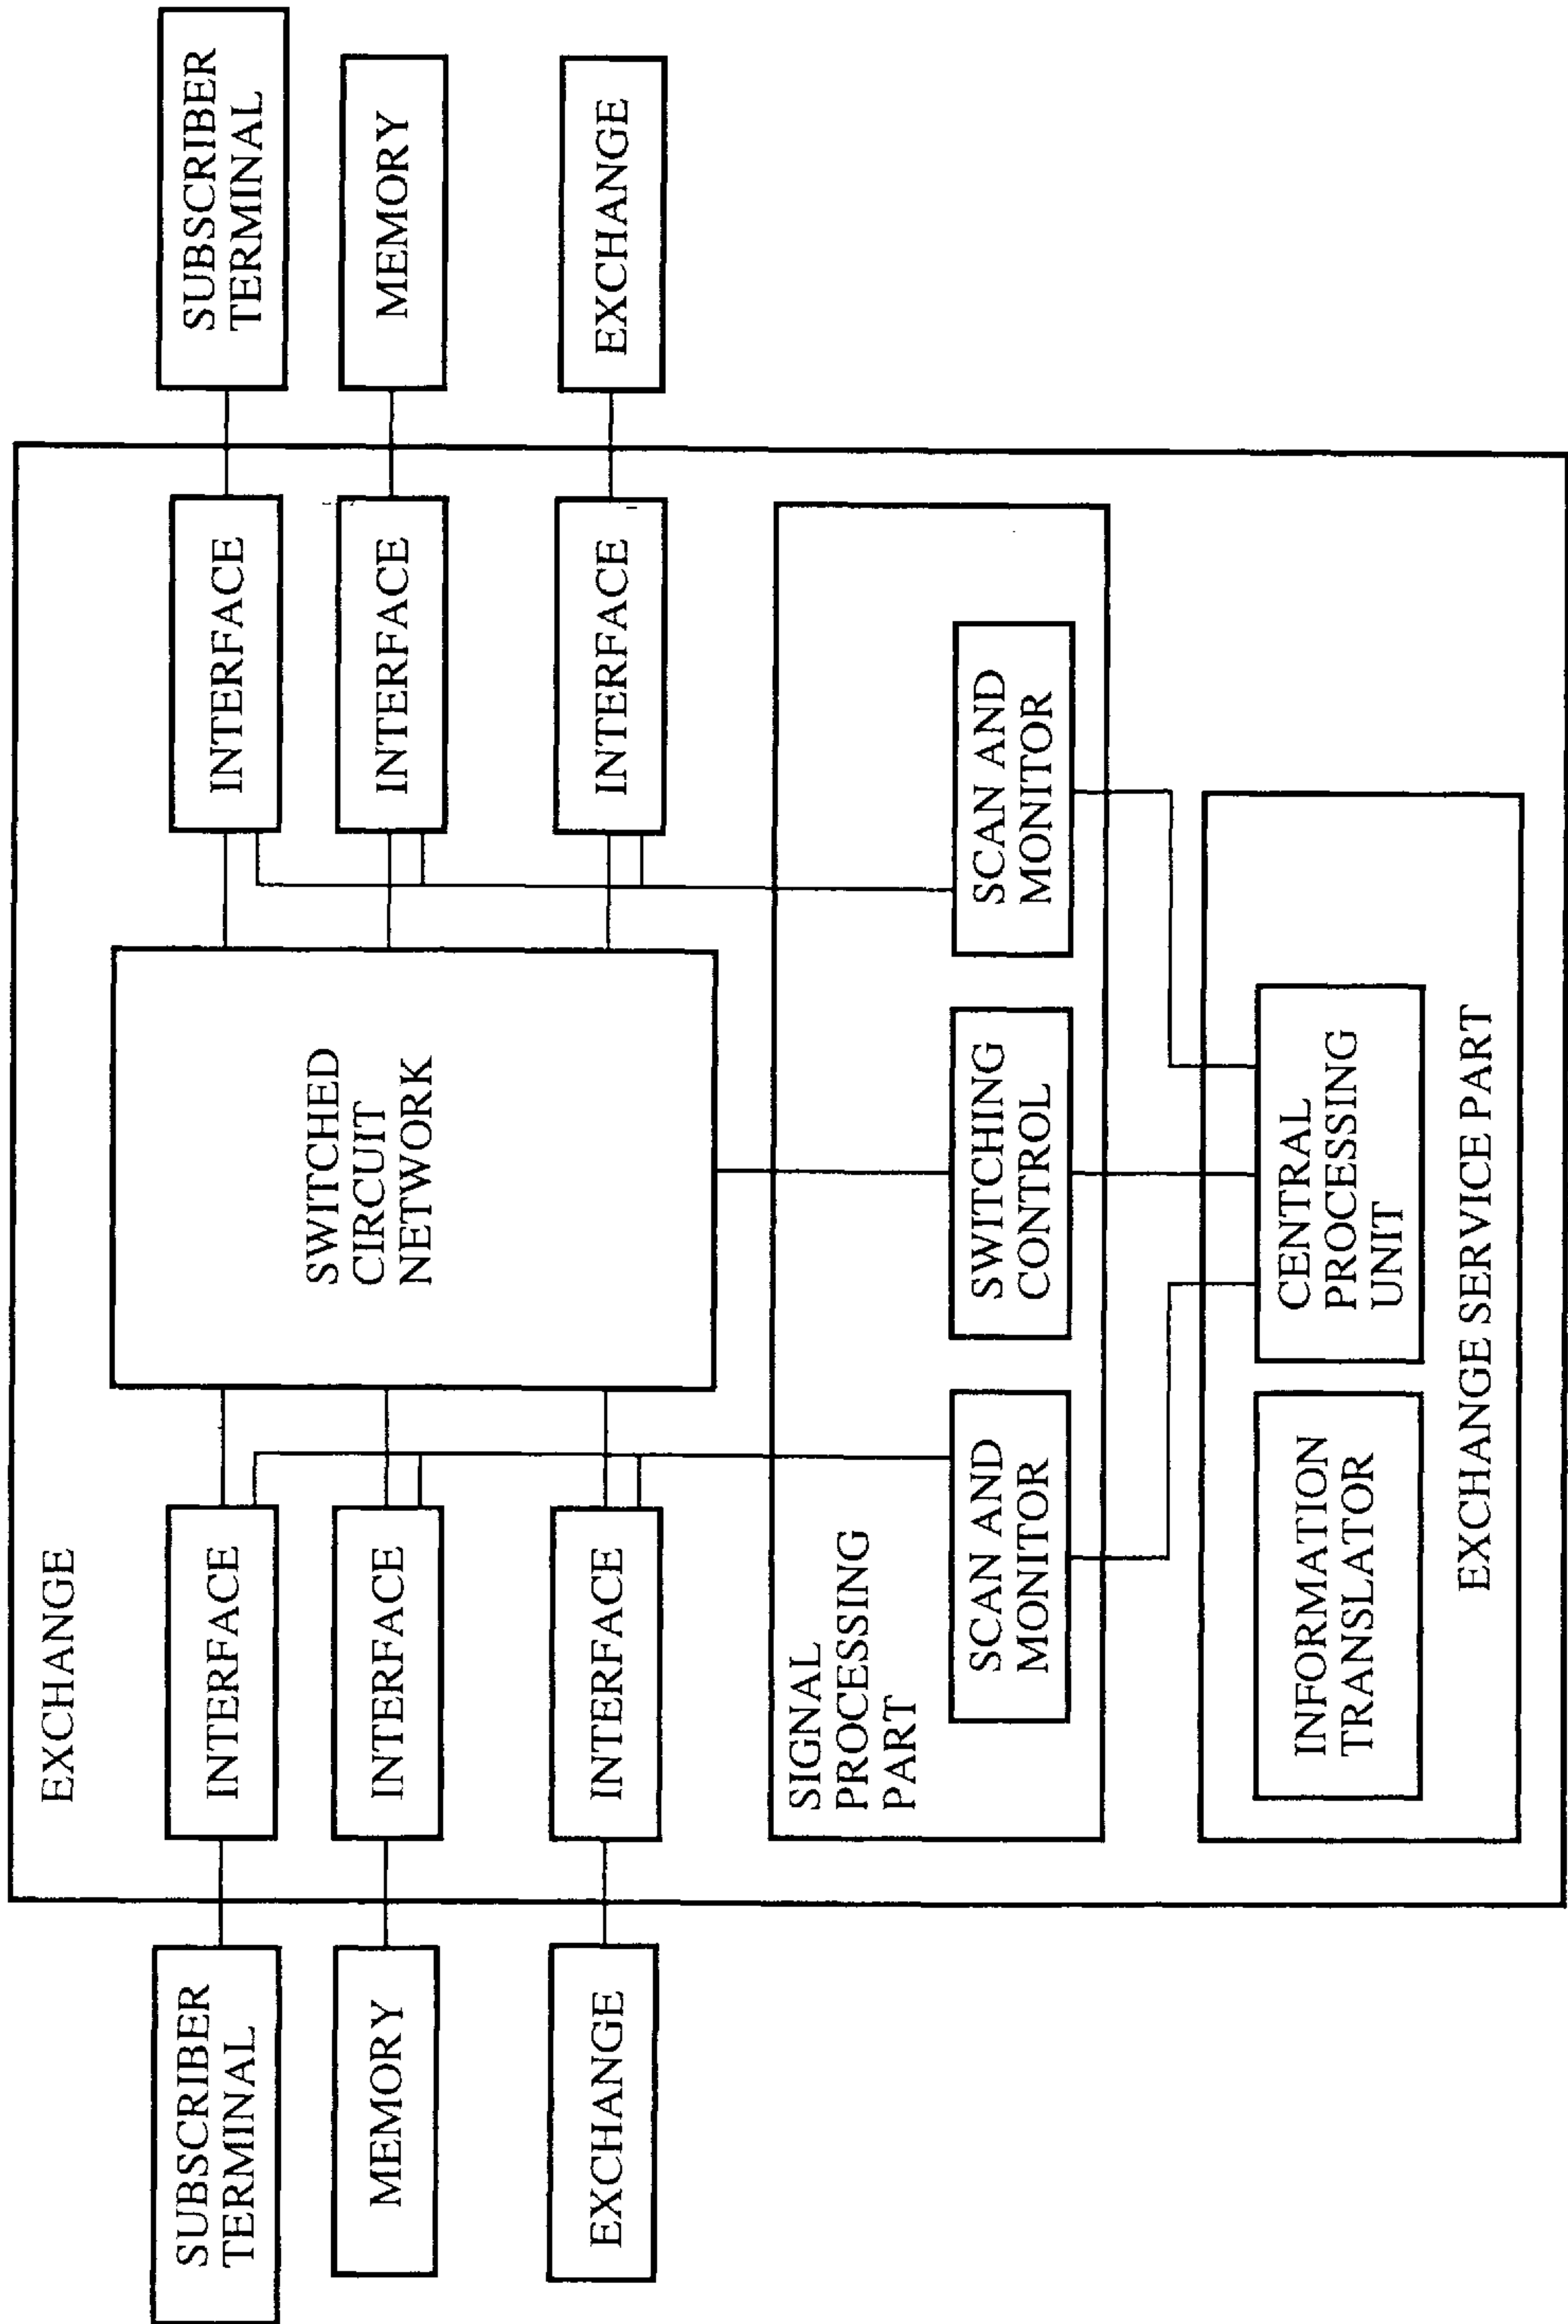 EXCHANGE
SUBSCRIBER
TERMINAL
INTERFACE
SWITCHED
CIRCUIT
NETWORK
INTERFACE
SUBSCRIBER
TERMINAL
MEMORY
INTERFACE
INTERFACE
MEMORY
EXCHANGE
INTERFACE
INTERFACE
EXCHANGE
SIGNAL
PROCESSING
PART
SCAN AND
MONITOR
SWITCHING
CONTROL
SCAN AND
MONITOR
INFORMATION
TRANSLATOR
CENTRAL
PROCESSING
UNIT
EXCHANGE SERVICE PART